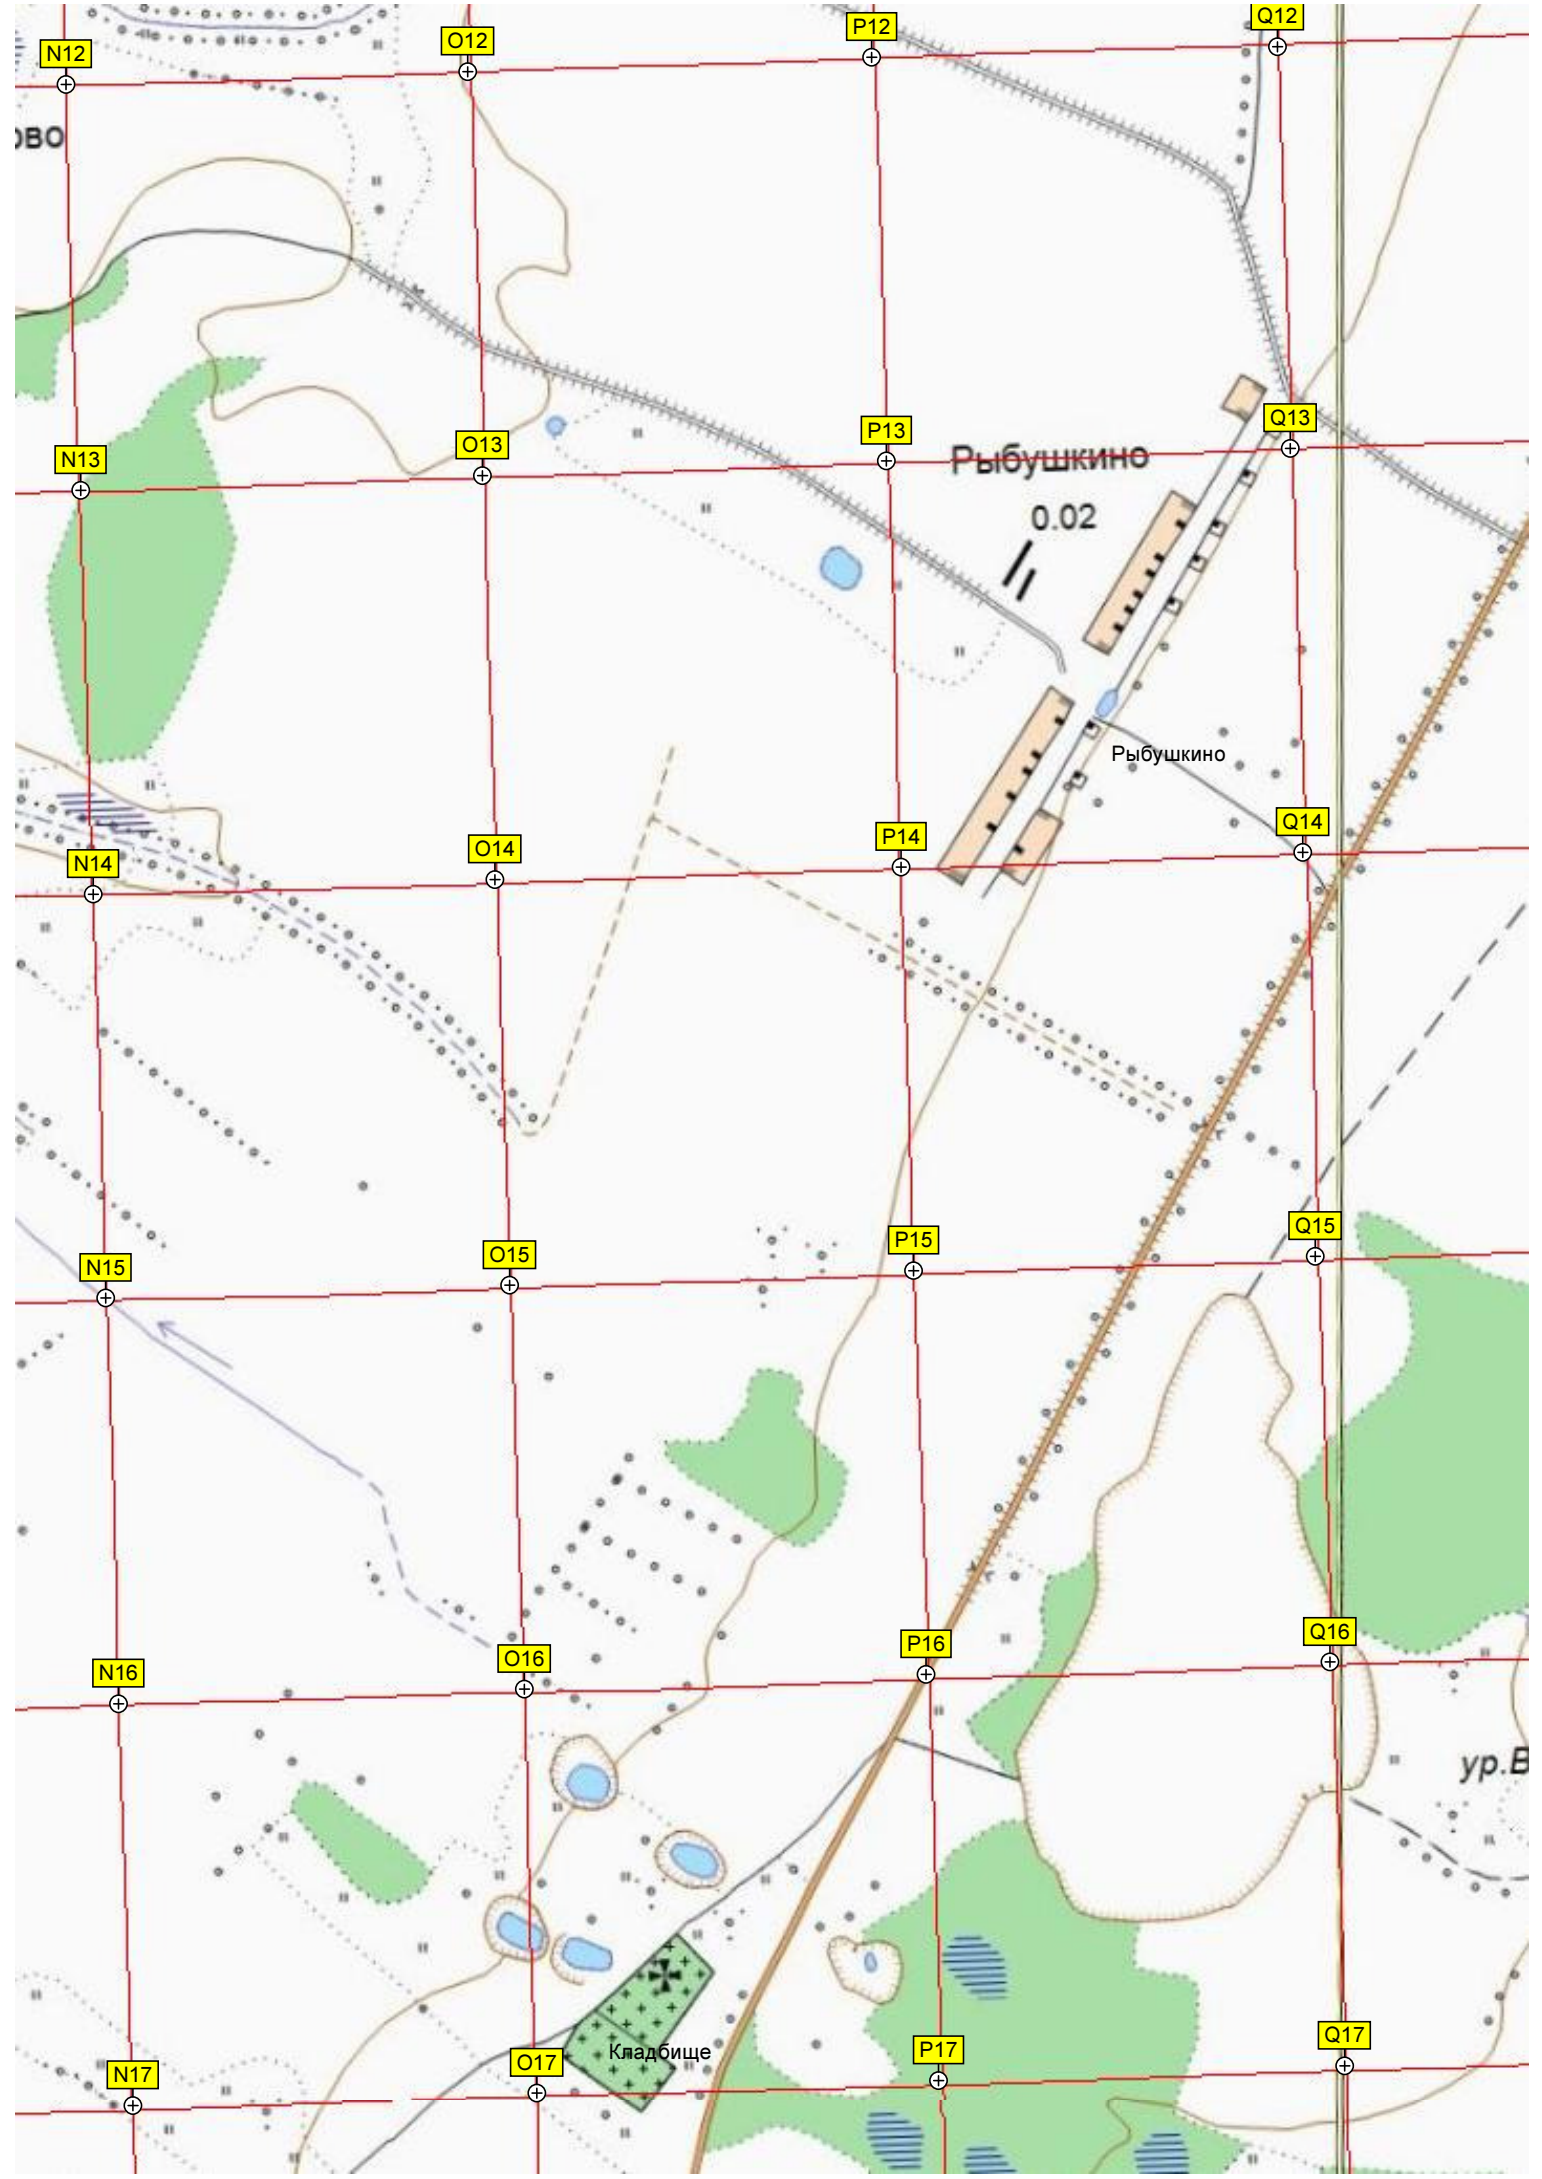 N12
O12
P12
Q12
ово
N13
O13
P13
Q13
Рыбушкино
0.02
Рыбушкино
N14
O14
P14
Q14
N15
O15
P15
Q15
N16
O16
P16
Q16
ур.В
Кладбище
N17
O17
P17
Q17